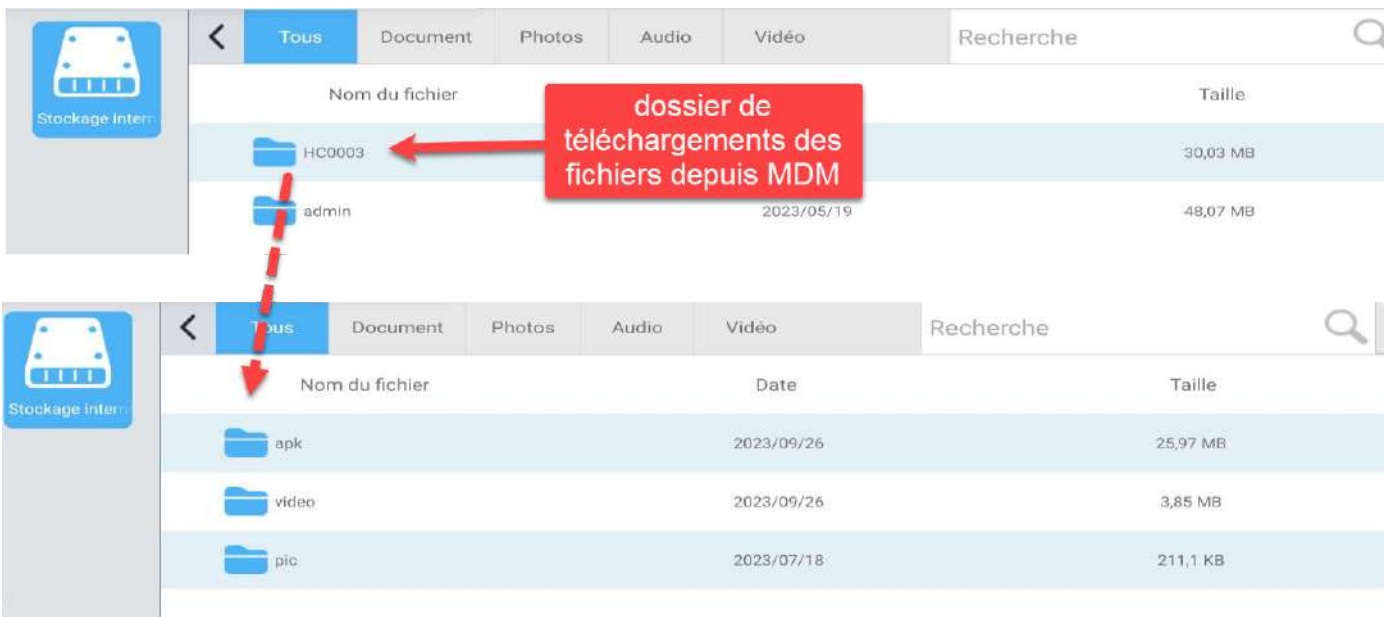 Tous Document Photos Audio Vidéo Recherche
Stockage intern
Nom du fichier Taille
dossier de
téléchargements des
fichiers depuis MDM
HC0003 30,03 MB
admin 2023/05/19 48,07 MB
Tous Document Photos Audio Vidéo Recherche
Stockage intern
Nom du fichier Date Taille
apk 2023/09/26 25,97 MB
video 2023/09/26 3,85 MB
pic 2023/07/18 211,1 KB